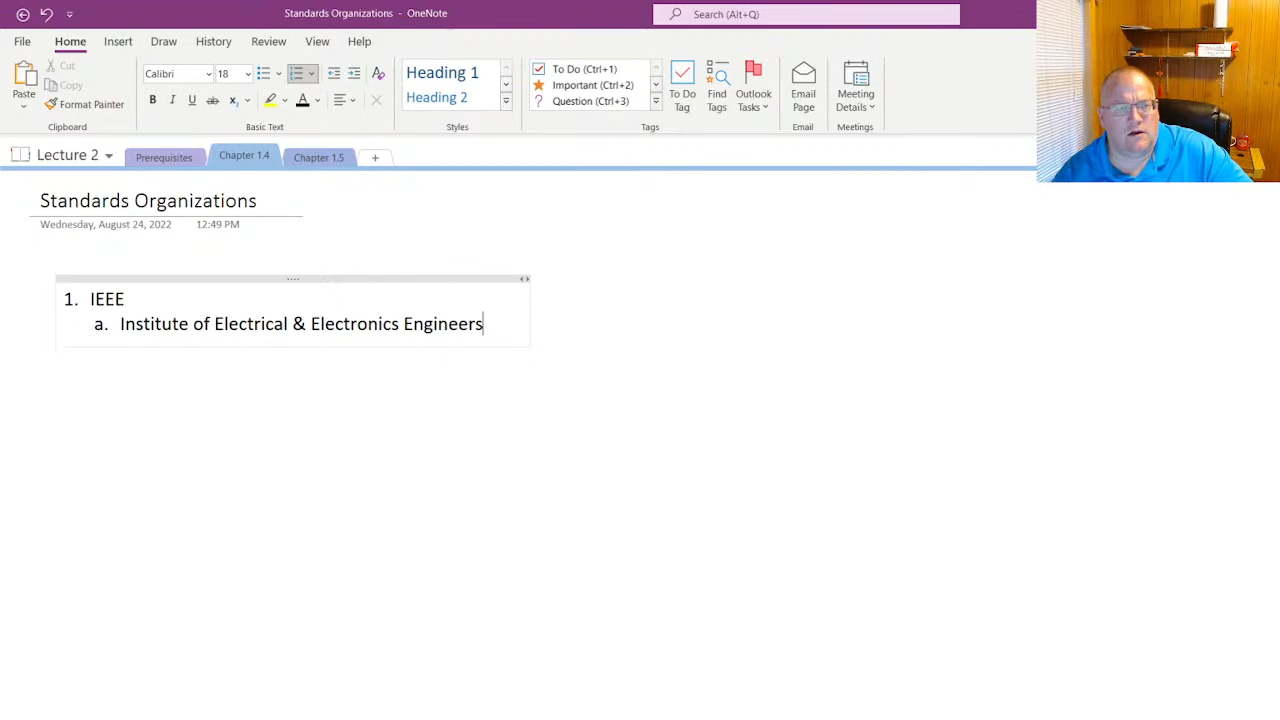 Standards Organizations - OneNote
Search (Alt+Q)
File Home Insert Draw History Review View Help
Paste
Cut
Copy
Format Painter
Clipboard
Calibri 18
B I U ab x
Basic Text
Heading 1
Heading 2
Styles
To Do (Ctrl+1)
Important (Ctrl+2)
Question (Ctrl+3)
To Do Tag
Find Tags
Outlook Tasks
Tags
Email Page
Email
Meeting Details
Meetings
Lecture 2 Prerequisites Chapter 1.4 Chapter 1.5 +
Standards Organizations
Wednesday, August 24, 2022 12:49 PM
1. IEEE
a. Institute of Electrical & Electronics Engineers